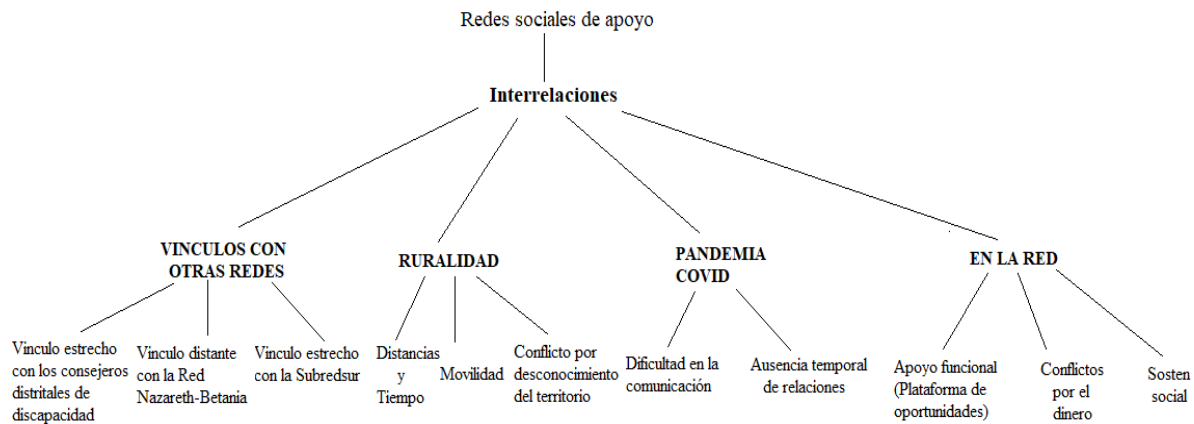 Redes sociales de apoyo
Interrelaciones
VINCULOS CON
OTRAS REDES
RURALIDAD
PANDEMIA
COVID
EN LA RED
Vinculo estrecho
con los consejeros
distritales de
discapacidad
Vinculo distante
con la Red
Nazareth-Betania
Vinculo estrecho
con la Subredsur
Distancias
y
Tiempo
Movilidad
Conflicto por
desconocimiento
del territorio
Dificultad en la
comunicación
Ausencia temporal
de relaciones
Apoyo funcional
(Plataforma de
oportunidades)
Conflictos
por el
dinero
Sosten
social